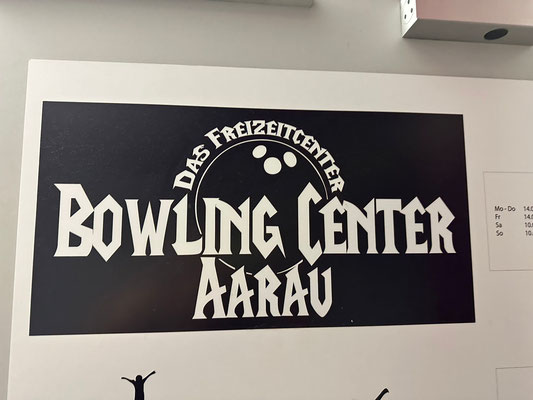 Das Freizeitcenter
Bowling Center
Aarau
Mo - Do
Fr
Sa
So